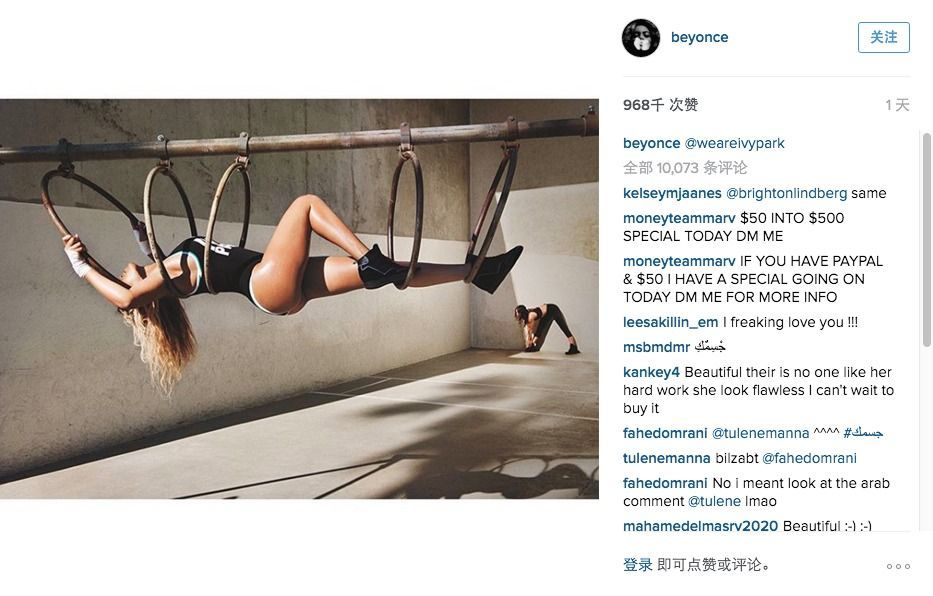 beyonce
关注
968千 次赞
1 天
beyonce @weareivypark
全部 10,073 条评论
kelseymjaanes @brightonlindberg same
moneyteammarv $50 INTO $500
SPECIAL TODAY DM ME
moneyteammarv IF YOU HAVE PAYPAL
& $50 I HAVE A SPECIAL GOING ON
TODAY DM ME FOR MORE INFO
leesakillin_em I freaking love you !!!
msbmdmr جْسِمٌك
kankey4 Beautiful their is no one like her
hard work she look flawless I can't wait to
buy it
fahedomrani @tulenemanna ^^^^ #جسمك
tulenemanna bilzabt @fahedomrani
fahedomrani No i meant look at the arab
comment @tulene lmao
mahamedelmasry2020 Beautiful :-) :-)
登录 即可点赞或评论。